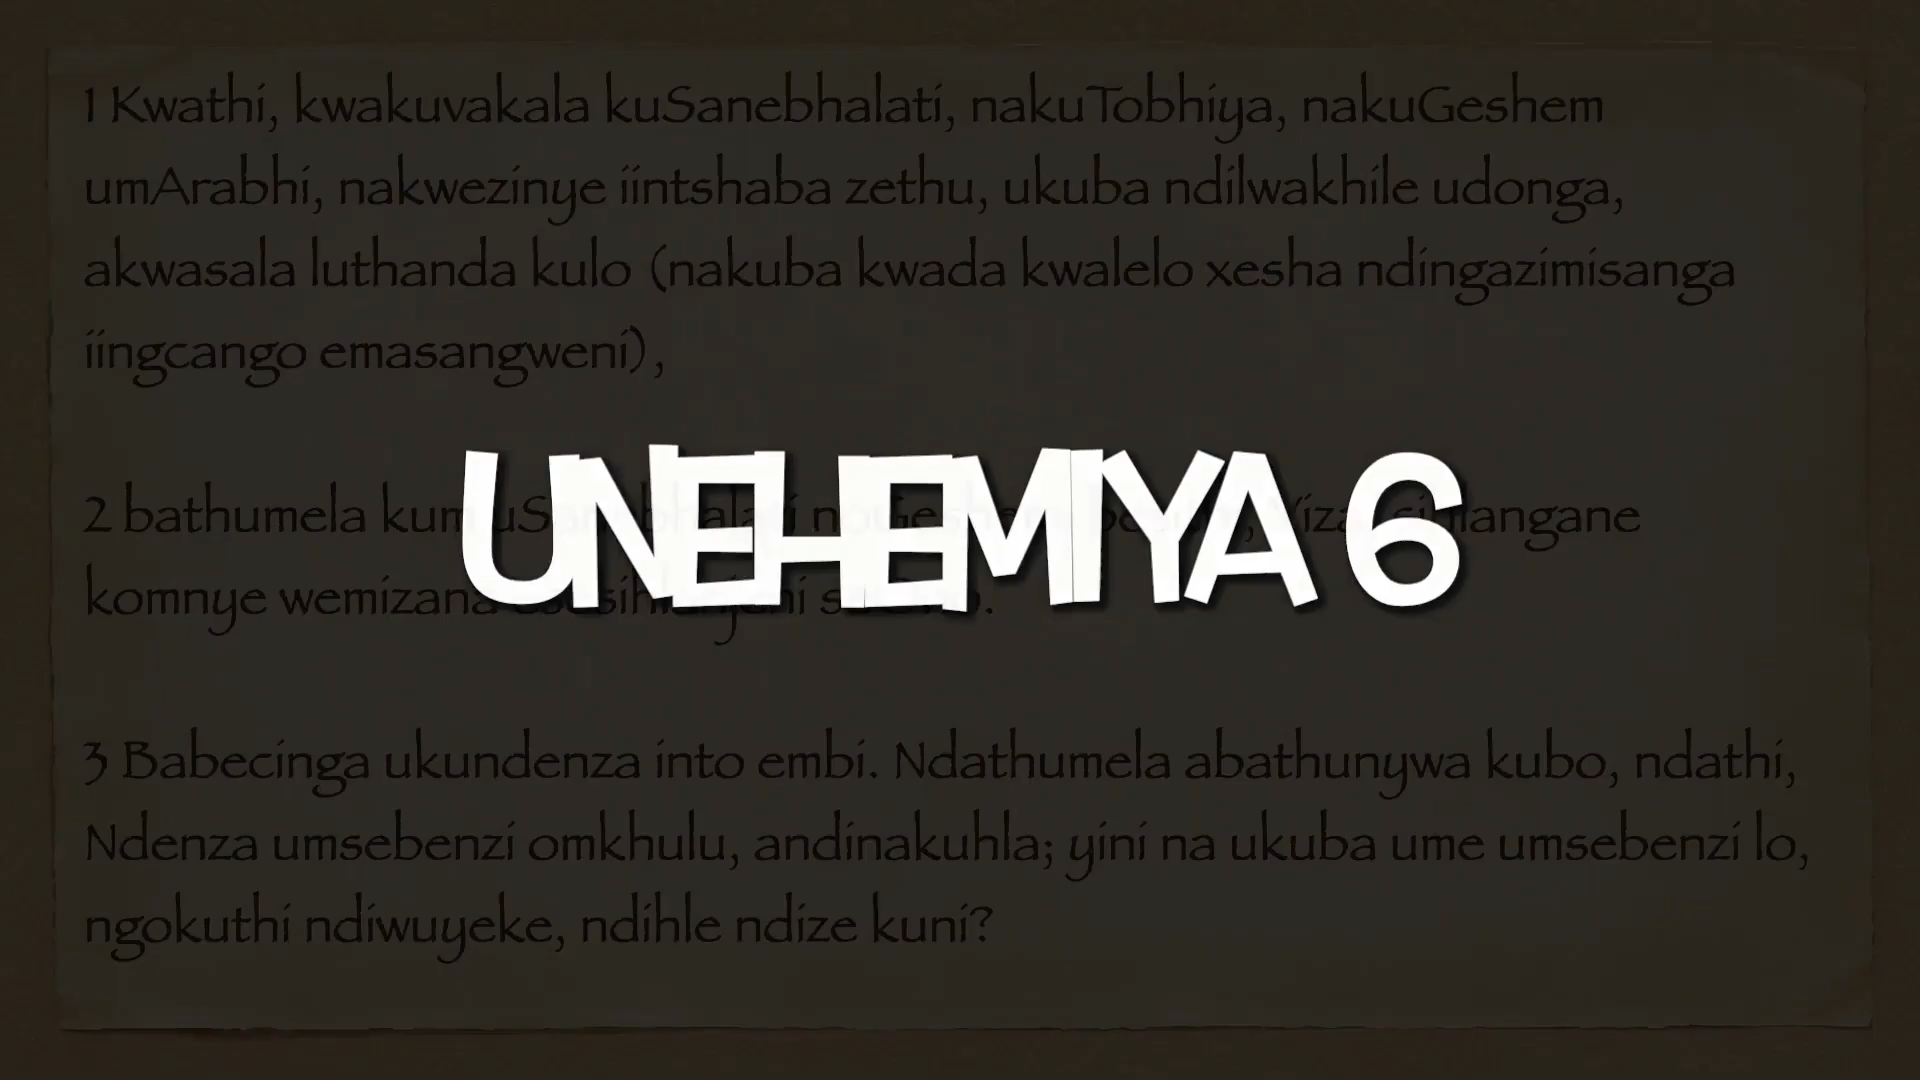 1 Kwathi, kwakuvakala kuSanebhalati, nakuTobhiya, nakuGeshem
umArabhi, nakwezinye iintshaba zethu, ukuba ndilwakhile udonga,
akwasala luthanda kulo (nakuba kwada kwalelo xesha ndingazimisanga
iingcango emasangweni),
UNEHEMIYA 6
2 bathumela kum
komnye
3 Babecinga ukundenza into embi. Ndathumela abathunywa kubo, ndathi,
Ndenza umsebenzi omkhulu, andinakuhla; yini na ukuba ume umsebenzi lo,
ngokuthi ndiwuyeke, ndihle ndize kuni?